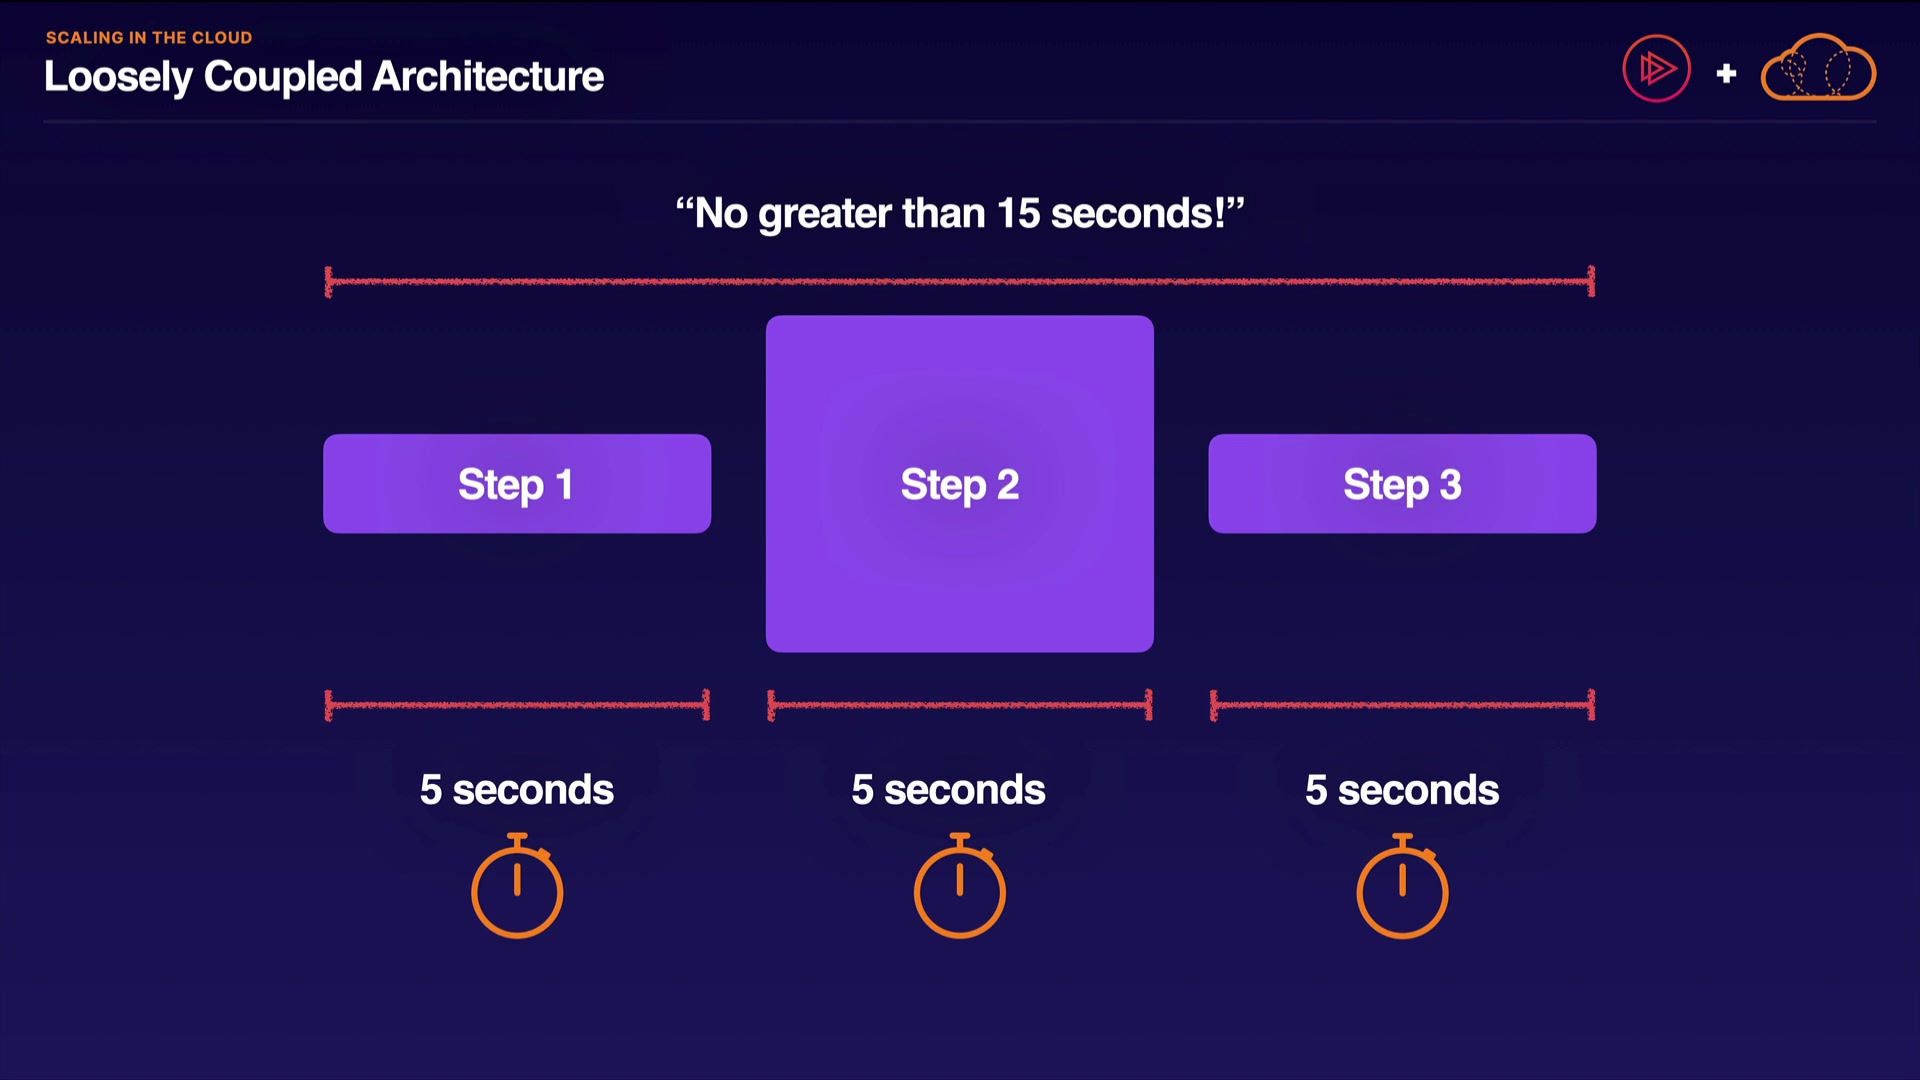 SCALING IN THE CLOUD
Loosely Coupled Architecture
“No greater than 15 seconds!”
Step 1
Step 2
Step 3
5 seconds
5 seconds
5 seconds